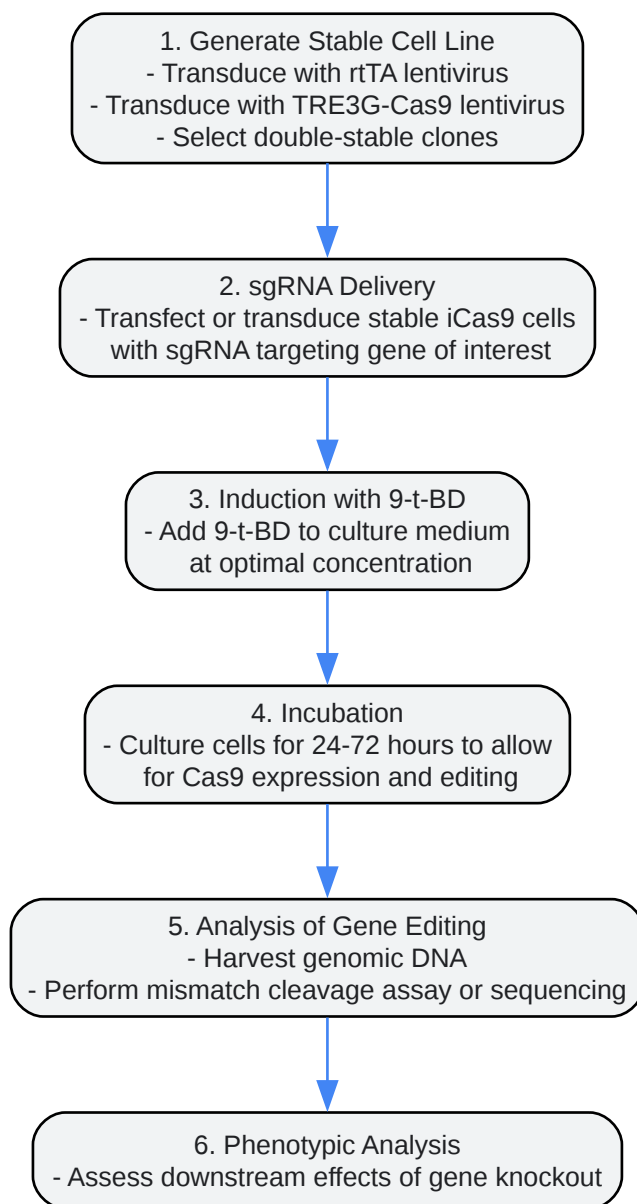 1. Generate Stable Cell Line
- Transduce with rtTA lentivirus
- Transduce with TRE3G-Cas9 lentivirus
- Select double-stable clones
2. sgRNA Delivery
- Transfect or transduce stable iCas9 cells
with sgRNA targeting gene of interest
3. Induction with 9-t-BD
- Add 9-t-BD to culture medium
at optimal concentration
4. Incubation
- Culture cells for 24-72 hours to allow
for Cas9 expression and editing
5. Analysis of Gene Editing
- Harvest genomic DNA
- Perform mismatch cleavage assay or sequencing
6. Phenotypic Analysis
- Assess downstream effects of gene knockout